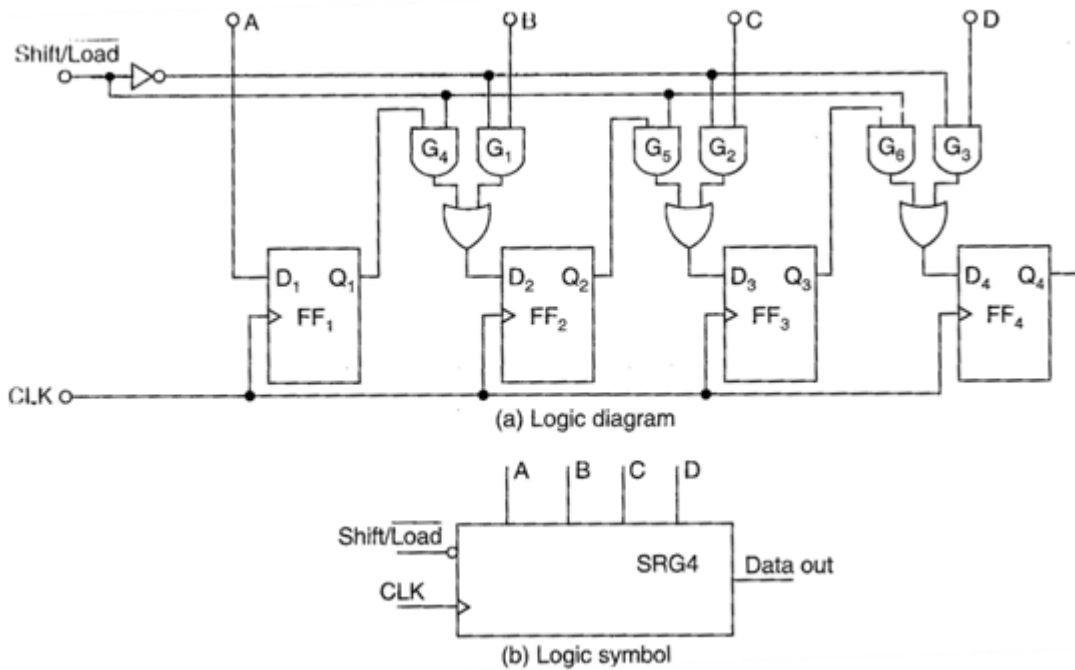 A B C D
Shift/Load
G4 G1 G5 G2 G6 G3
D1 Q1 D2 Q2 D3 Q3 D4 Q4
FF1 FF2 FF3 FF4
CLK
(a) Logic diagram
A B C D
Shift/Load
SRG4 Data out
CLK
(b) Logic symbol